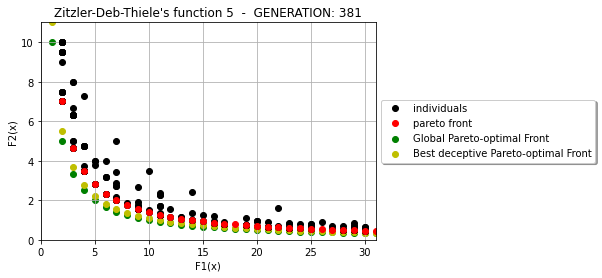 Zitzler-Deb-Thiele's function 5  -  GENERATION: 381
10
8
6
4
2
0
F2(x)
0
5
10
15
20
25
30
F1(x)
individuals
pareto front
Global Pareto-optimal Front
Best deceptive Pareto-optimal Front